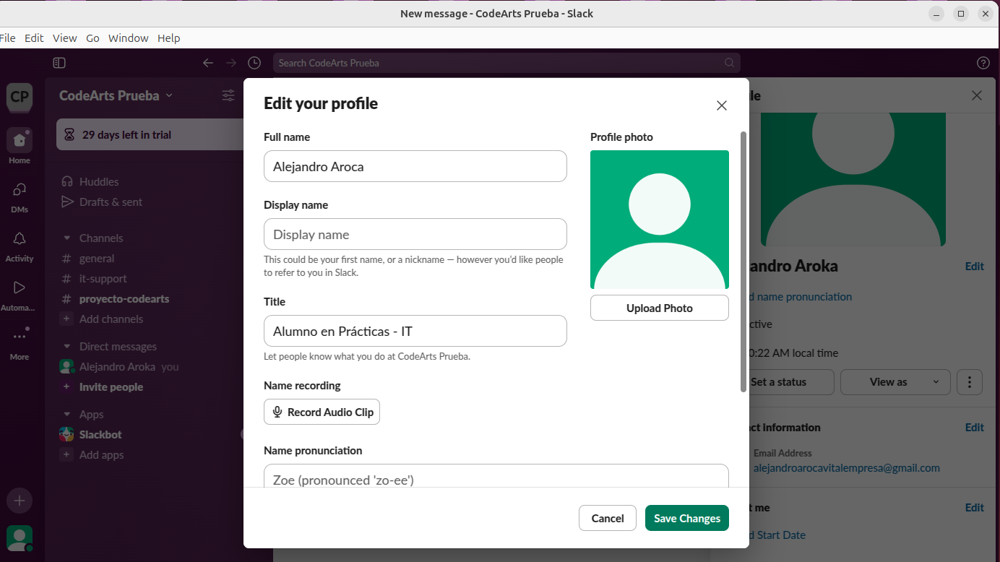 New message - CodeArts Prueba - Slack
File Edit View Go Window Help
Search CodeArts Prueba
CP
Home
DMs
Activity
Automa...
More
CodeArts Prueba
29 days left in trial
Huddles
Drafts & sent
Channels
# general
# it-support
# proyecto-codearts
+ Add channels
Direct messages
Alejandro Aroka you
+ Invite people
Apps
Slackbot
+ Add apps
Edit your profile
Full name
Alejandro Aroca
Display name
Display name
This could be your first name, or a nickname — however you'd like people
to refer to you in Slack.
Title
Alumno en Prácticas - IT
Let people know what you do at CodeArts Prueba.
Name recording
Record Audio Clip
Name pronunciation
Zoe (pronounced 'zo-ee')
Profile photo
Upload Photo
Cancel
Save Changes
le
andro Aroka
Edit
d name pronunciation
ctive
0:22 AM local time
Set a status
View as
ct information
Edit
Email Address
alejandroarocavitalempresa@gmail.com
t me
Edit
d Start Date